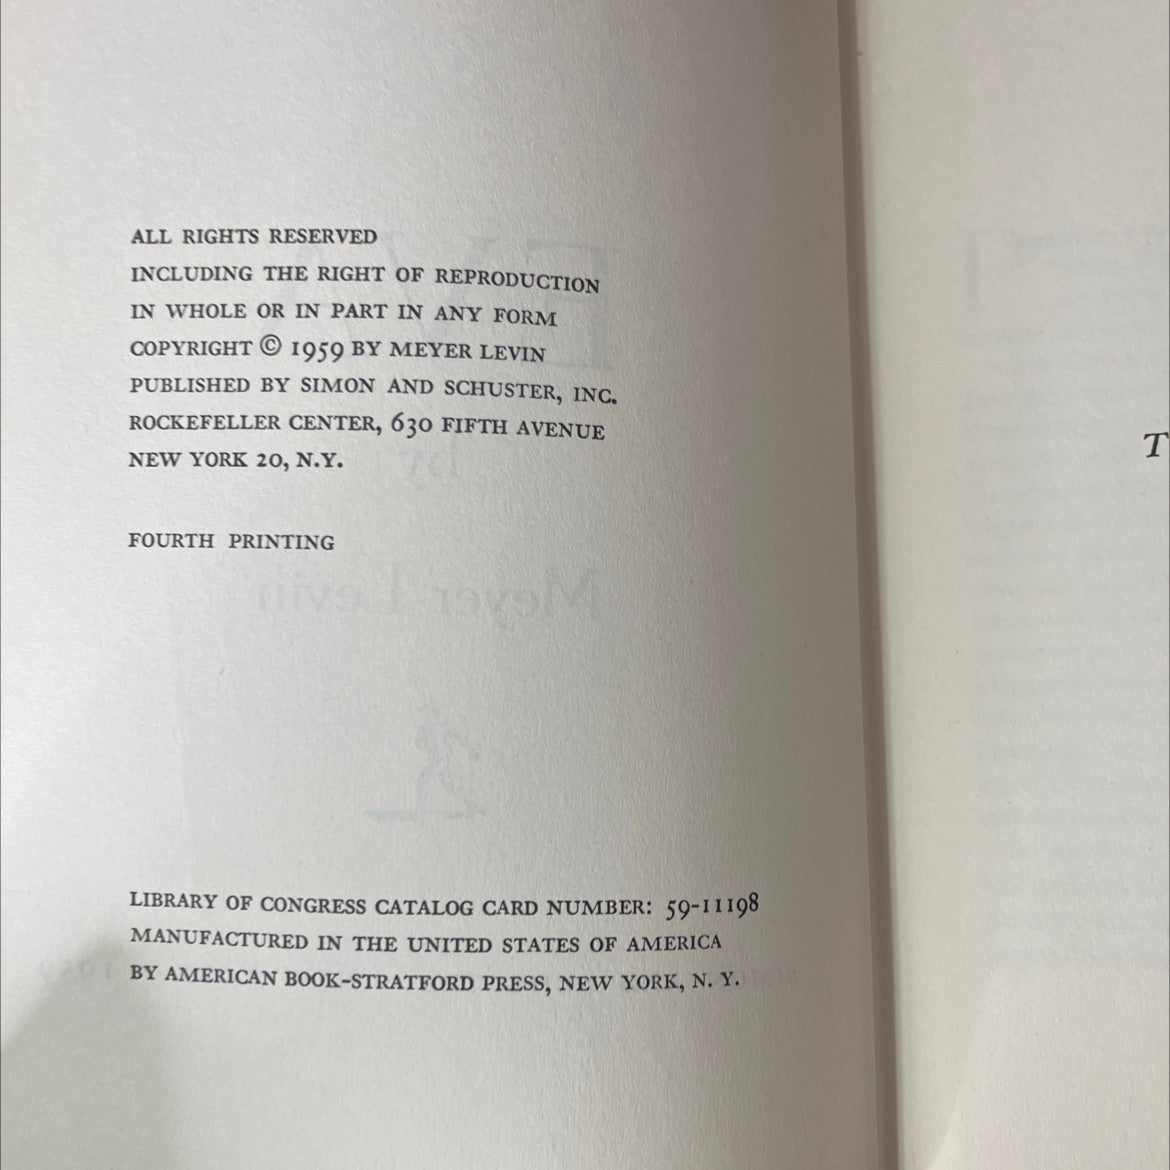 ALL RIGHTS RESERVED
INCLUDING THE RIGHT OF REPRODUCTION
IN WHOLE OR IN PART IN ANY FORM
COPYRIGHT © 1959 BY MEYER LEVIN
PUBLISHED BY SIMON AND SCHUSTER, INC.
ROCKEFELLER CENTER, 630 FIFTH AVENUE
NEW YORK 20, N.Y.
FOURTH PRINTING
LIBRARY OF CONGRESS CATALOG CARD NUMBER: 59-11198
MANUFACTURED IN THE UNITED STATES OF AMERICA
BY AMERICAN BOOK-STRATFORD PRESS, NEW YORK, N. Y.
T